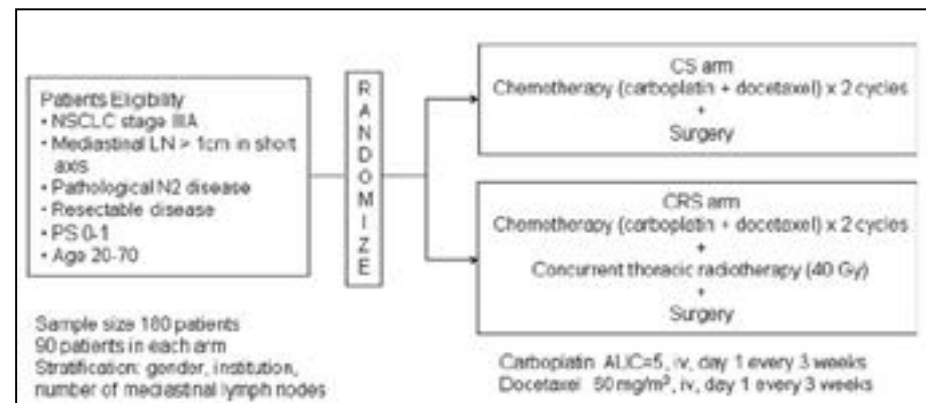 Patients Eligibility
• NSCLC stage IIIA
• Mediastinal LN > 1cm in short
axis
• Pathological N2 disease
• Resectable disease
• PS 0-1
• Age 20-70
RANDOMIZE
CS arm
Chemotherapy (carboplatin + docetaxel) x 2 cycles
+
Surgery
CRS arm
Chemotherapy (carboplatin + docetaxel) x 2 cycles
+
Concurrent thoracic radiotherapy (40 Gy)
+
Surgery
Sample size 180 patients
90 patients in each arm
Stratification: gender, institution,
number of mediastinal lymph nodes
Carboplatin AUC=5, iv, day 1 every 3 weeks
Docetaxel 60 mg/m², iv, day 1 every 3 weeks